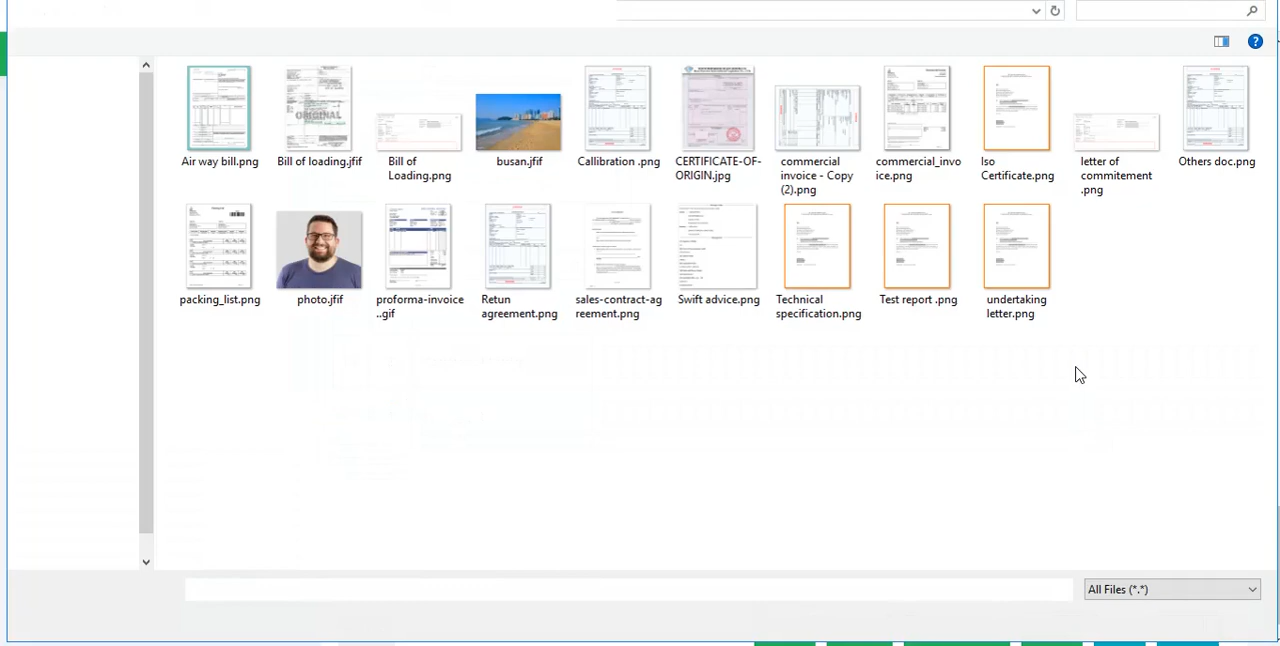 Air way bill.png
Bill of loading.jfif
Bill of
Loading.png
busan.jfif
Callibration .png
CERTIFICATE-OF-
ORIGIN.jpg
commercial
invoice - Copy
(2).png
commercial_invo
ice.png
Iso
Certificate.png
letter of
commitement
.png
Others doc.png
ORIGINAL
packing_list.png
photo.jfif
proforma-invoice
..gif
Retun
agreement.png
sales-contract-ag
reement.png
Swift advice.png
Technical
specification.png
Test report .png
undertaking
letter.png
All Files (*.*)